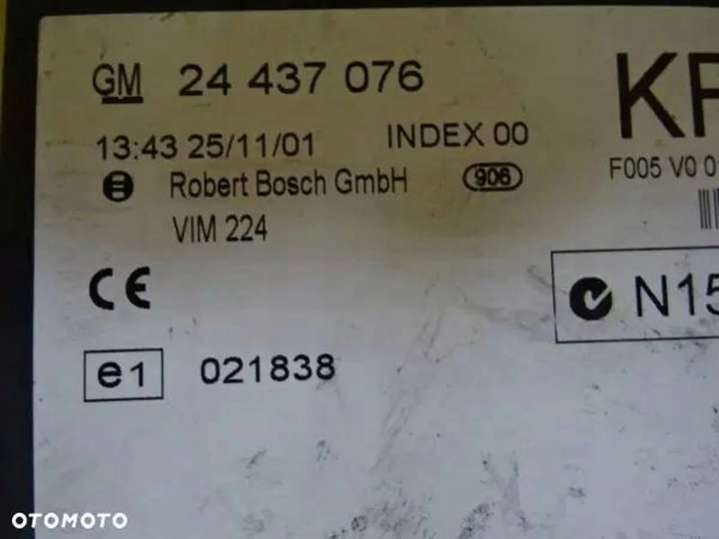 GM 24 437 076
KP
13:43 25/11/01 INDEX 00
F005 V0 0
Robert Bosch GmbH 906
VIM 224
CE
N15
e1 021838
OTOMOTO